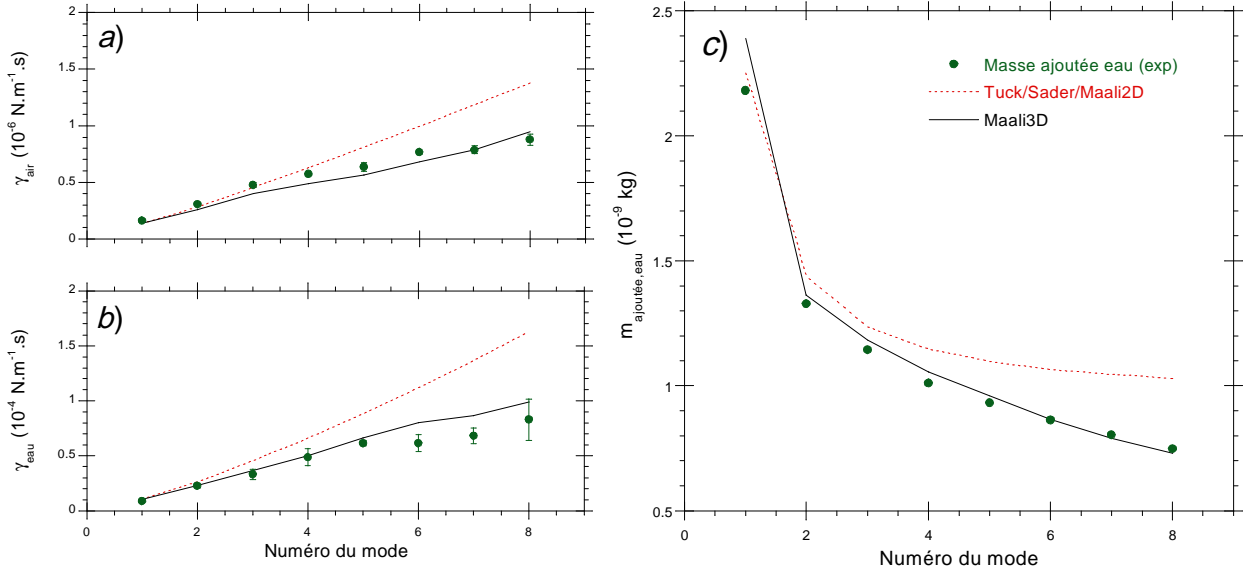 a)
γair (10-6 N.m-1.s)
2
1.5
1
0.5
0
b)
γeau (10-4 N.m-1.s)
2
1.5
1
0.5
0
0 2 4 6 8
Numéro du mode
c)
Masse ajoutée eau (exp)
Tuck/Sader/Maali2D
Maali3D
majoutée,eau (10-9 kg)
2.5
2
1.5
1
0.5
0 2 4 6 8
Numéro du mode